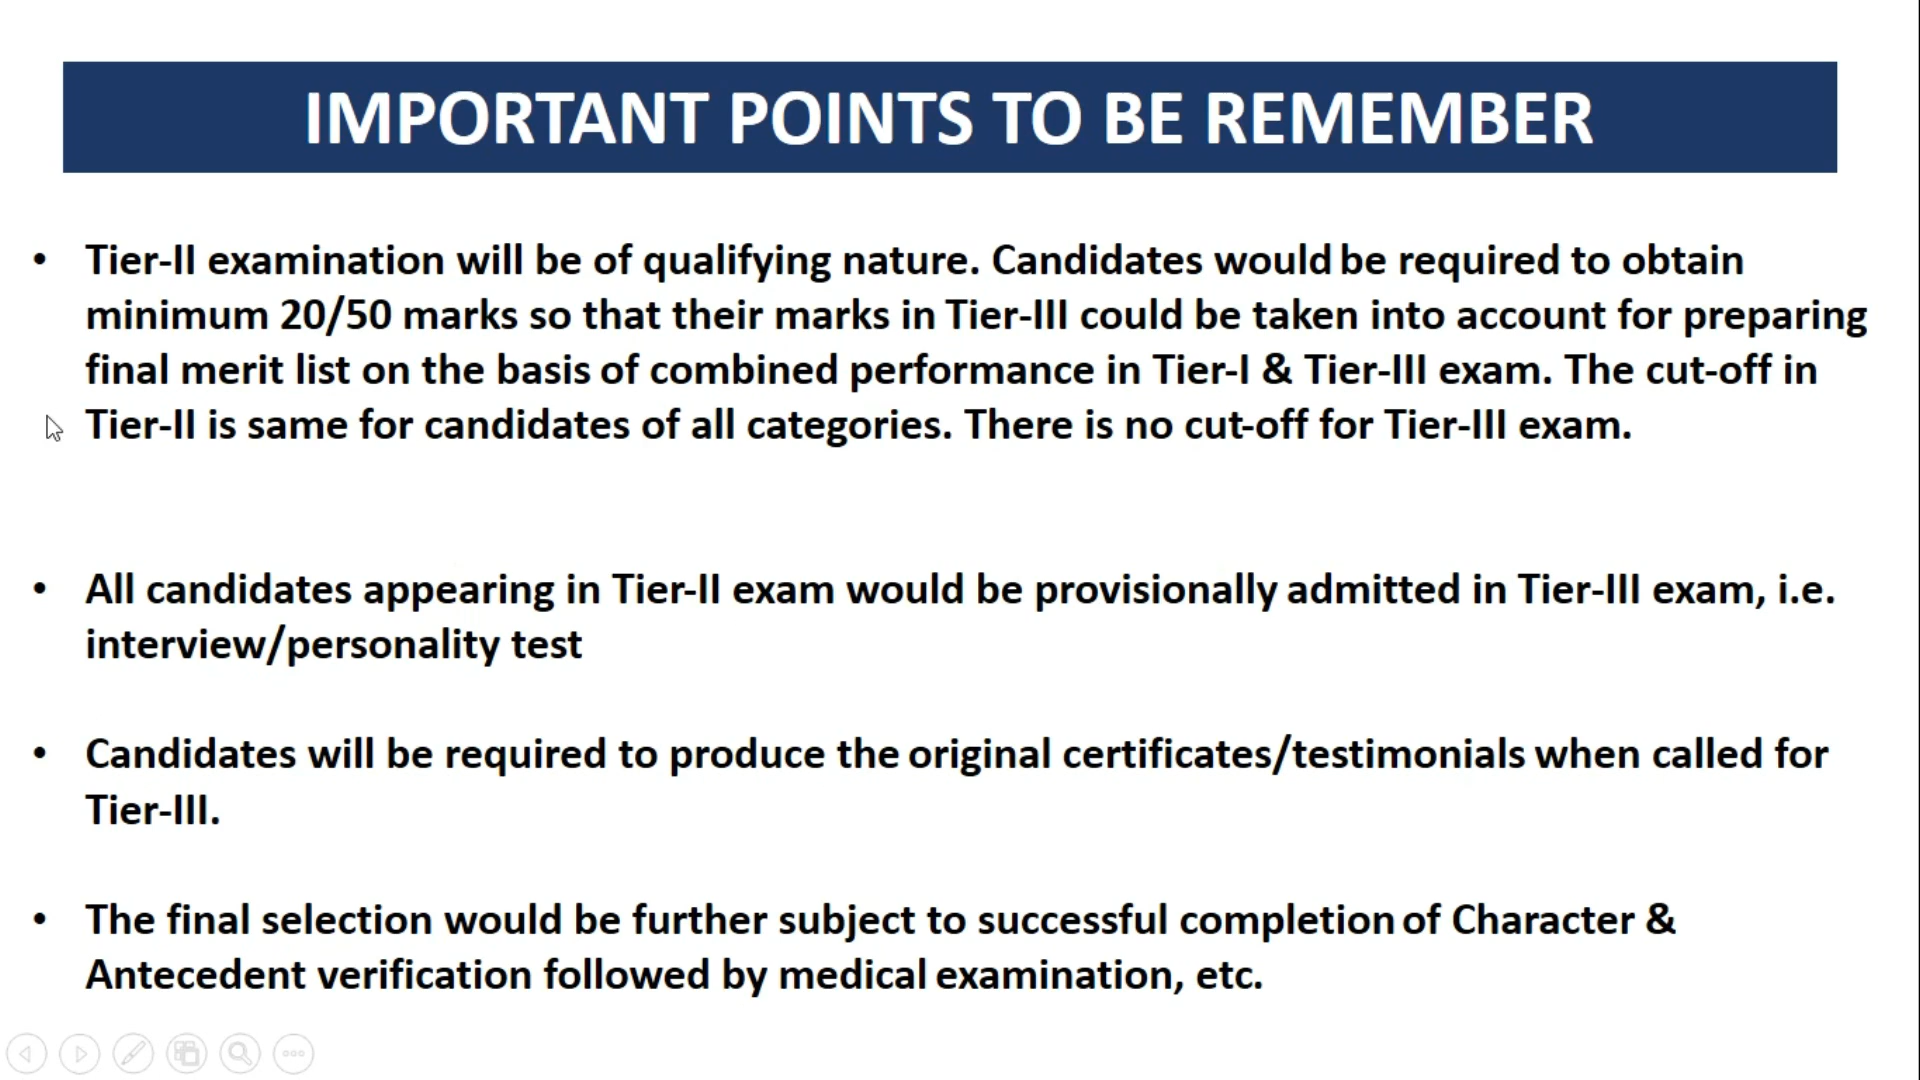 IMPORTANT POINTS TO BE REMEMBER
• Tier-II examination will be of qualifying nature. Candidates would be required to obtain
minimum 20/50 marks so that their marks in Tier-III could be taken into account for preparing
final merit list on the basis of combined performance in Tier-I & Tier-III exam. The cut-off in
Tier-II is same for candidates of all categories. There is no cut-off for Tier-III exam.
• All candidates appearing in Tier-II exam would be provisionally admitted in Tier-III exam, i.e.
interview/personality test
• Candidates will be required to produce the original certificates/testimonials when called for
Tier-III.
• The final selection would be further subject to successful completion of Character &
Antecedent verification followed by medical examination, etc.